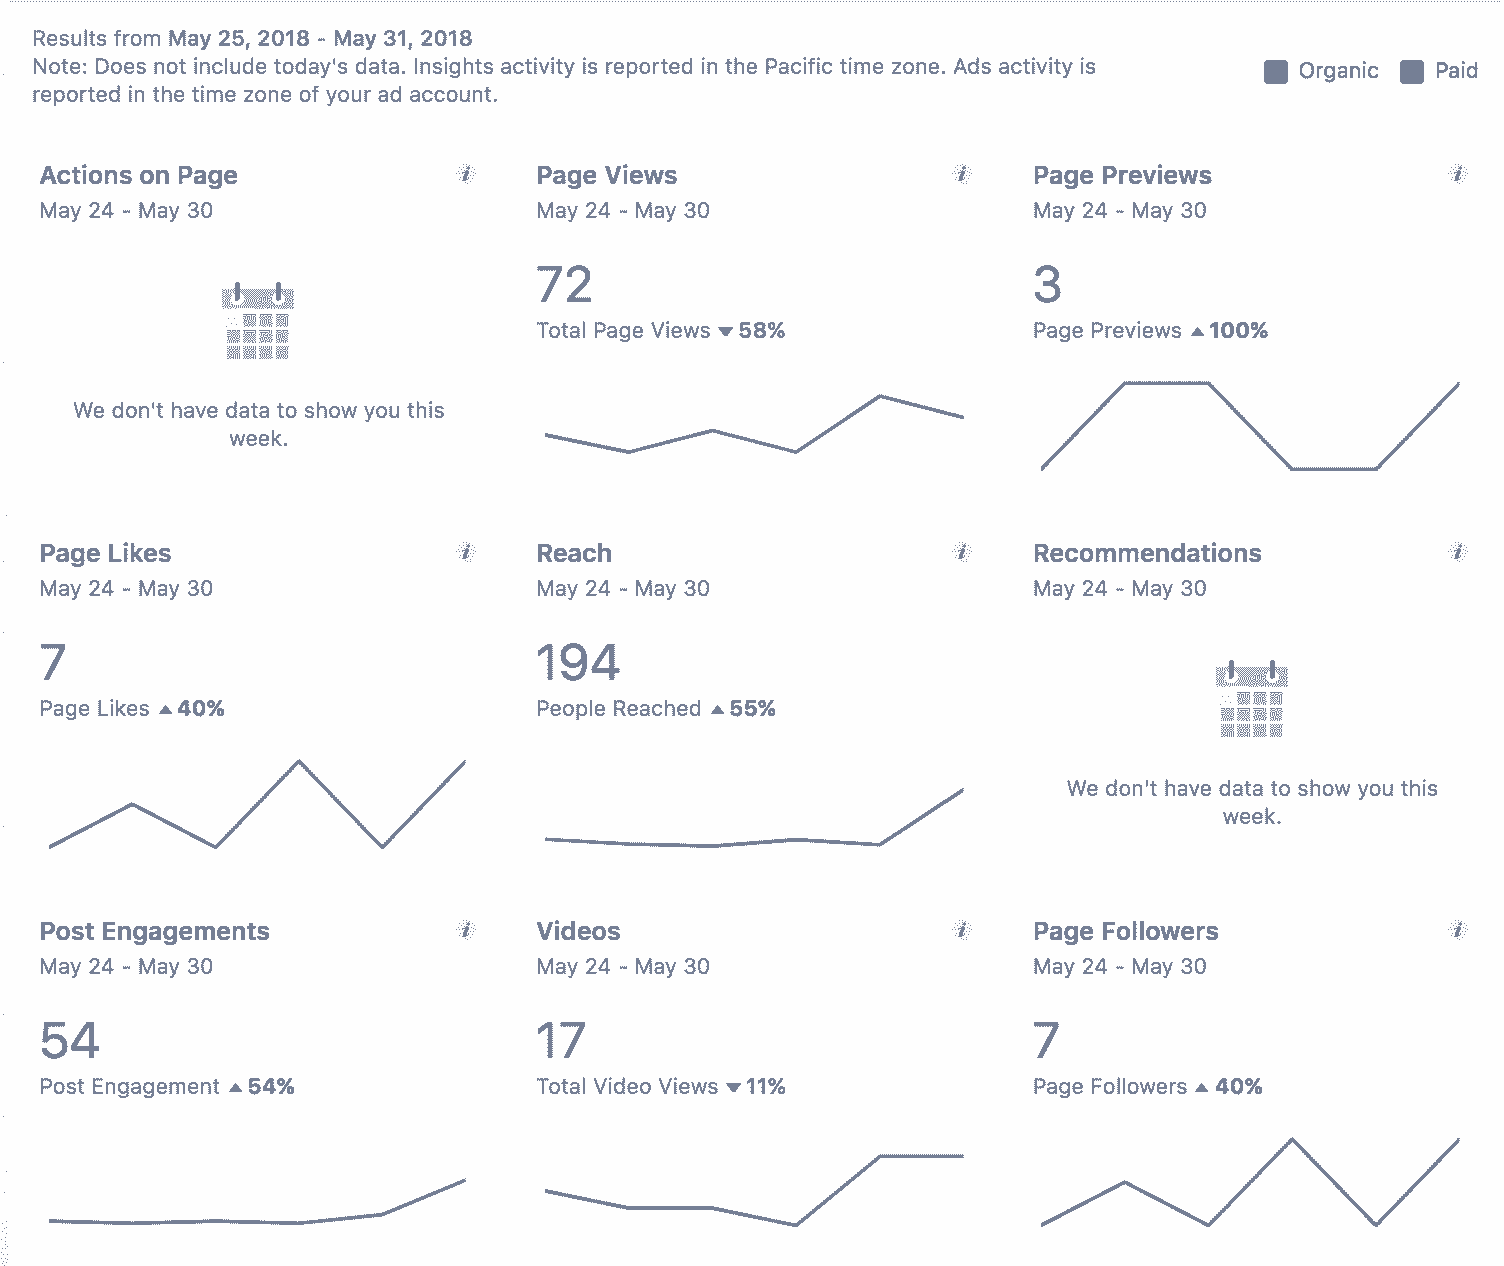 Results from May 25, 2018 - May 31, 2018
Note: Does not include today's data. Insights activity is reported in the Pacific time zone. Ads activity is
reported in the time zone of your ad account.
Organic
Paid
Actions on Page
May 24 - May 30
We don't have data to show you this
week.
Page Views
May 24 - May 30
72
Total Page Views ▼58%
Page Previews
May 24 - May 30
3
Page Previews ▲100%
Page Likes
May 24 - May 30
7
Page Likes ▲40%
Reach
May 24 - May 30
194
People Reached ▲55%
Recommendations
May 24 - May 30
We don't have data to show you this
week.
Post Engagements
May 24 - May 30
54
Post Engagement ▲54%
Videos
May 24 - May 30
17
Total Video Views ▼11%
Page Followers
May 24 - May 30
7
Page Followers ▲40%